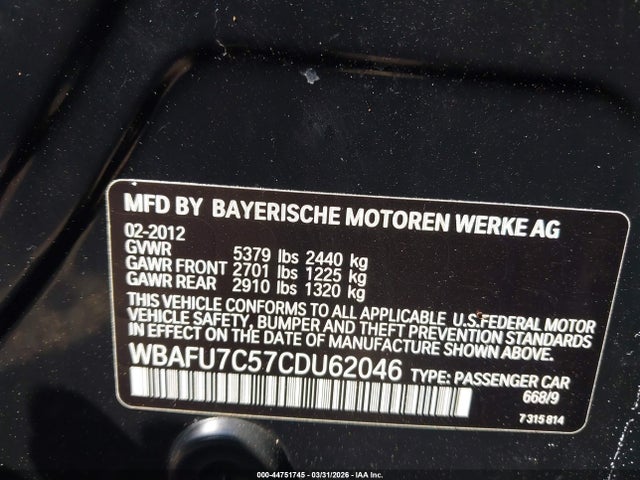 MFD BY BAYERISCHE MOTOREN WERKE AG
02-2012
GVWR 5379 lbs 2440 kg
GAWR FRONT 2701 lbs 1225 kg
GAWR REAR 2910 lbs 1320 kg
THIS VEHICLE CONFORMS TO ALL APPLICABLE U.S.FEDERAL MOTOR
VEHICLE SAFETY, BUMPER AND THEFT PREVENTION STANDARDS
IN EFFECT ON THE DATE OF MANUFACTURE SHOWN ABOVE.
WBAFU7C57CDU62046 TYPE: PASSENGER CAR
668/9
7 315 814
000-44751745 - 03/31/2026 - IAA Inc.